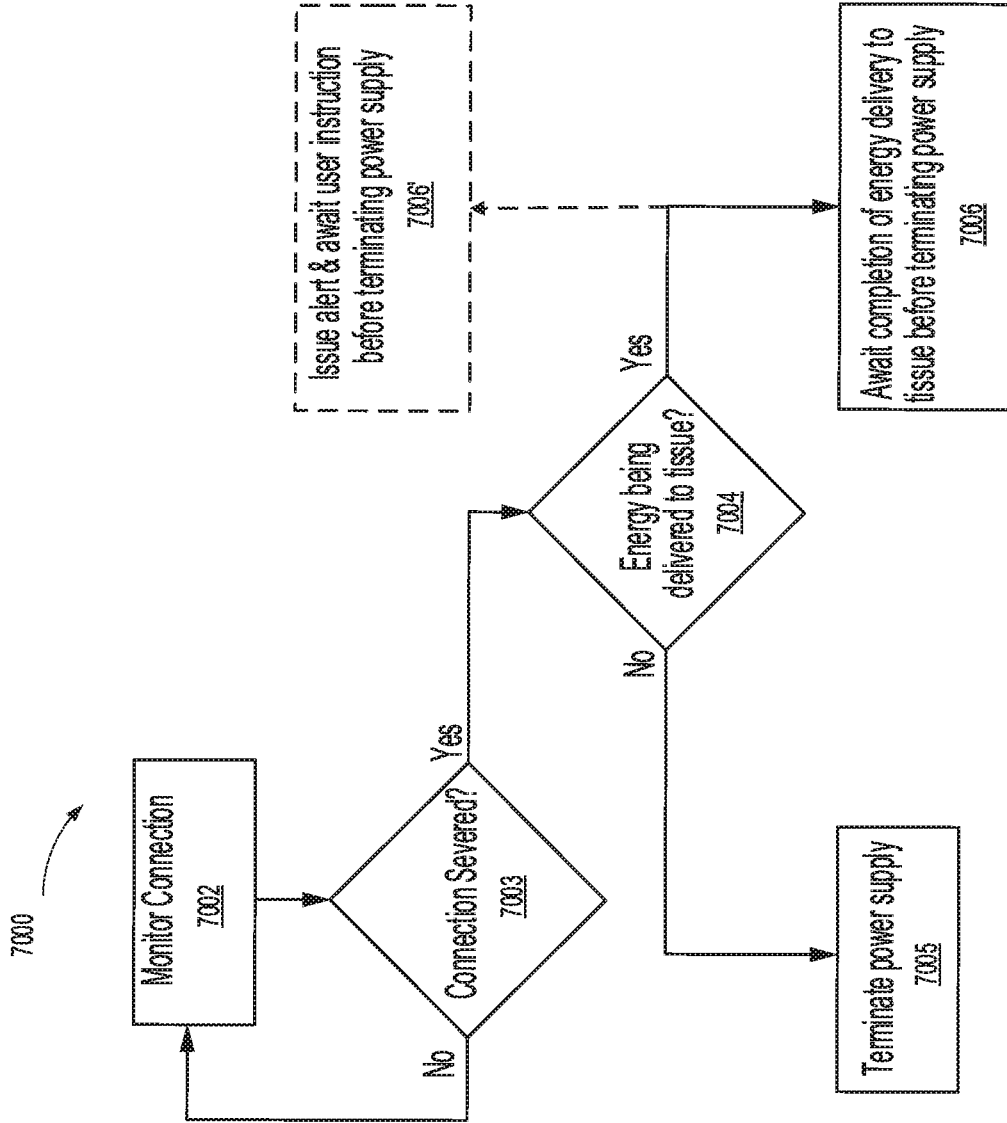 7000
Monitor Connection
7002
Connection Severed?
7003
No
Yes
Energy being
delivered to tissue?
7004
No
Yes
Terminate power supply
7005
Issue alert & await user instruction
before terminating power supply
7006'
Await completion of energy delivery to
tissue before terminating power supply
7006